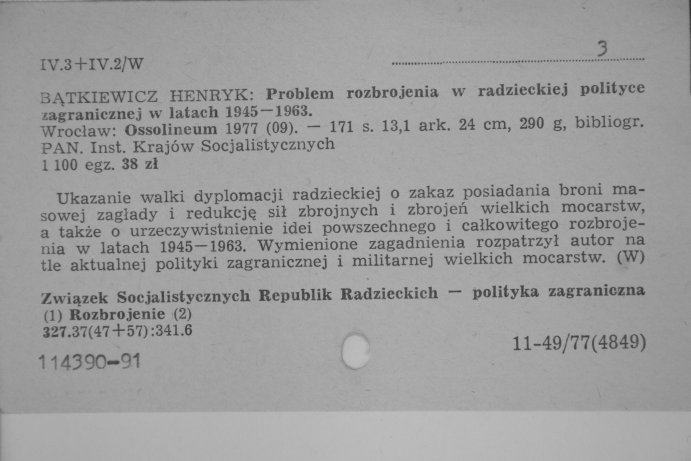 3
IV.3+IV.2/W
BĄTKIEWICZ HENRYK: Problem rozbrojenia w radzieckiej polityce
zagranicznej w latach 1945—1963.
Wrocław: Ossolineum 1977 (09). — 171 s. 13,1 ark. 24 cm, 290 g, bibliogr.
PAN. Inst. Krajów Socjalistycznych
1 100 egz. 38 zł
Ukazanie walki dyplomacji radzieckiej o zakaz posiadania broni ma-
sowej zagłady i redukcję sił zbrojnych i zbrojeń wielkich mocarstw,
a także o urzeczywistnienie idei powszechnego i całkowitego rozbroje-
nia w latach 1945—1963. Wymienione zagadnienia rozpatrzył autor na
tle aktualnej polityki zagranicznej i militarnej wielkich mocarstw. (W)
Związek Socjalistycznych Republik Radzieckich — polityka zagraniczna
(1) Rozbrojenie (2)
327.37(47+57):341.6
11-49/77(4849)
114390-91